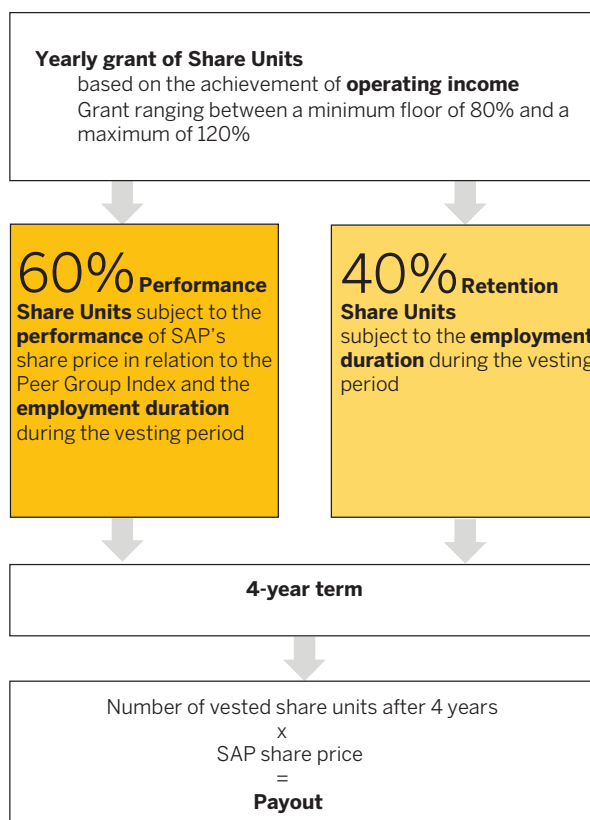 Yearly grant of Share Units
based on the achievement of operating income
Grant ranging between a minimum floor of 80% and a
maximum of 120%
60% Performance
Share Units subject to the
performance of SAP's
share price in relation to the
Peer Group Index and the
employment duration
during the vesting period
40% Retention
Share Units
subject to the employment
duration during the vesting
period
4-year term
Number of vested share units after 4 years
x
SAP share price
=
Payout